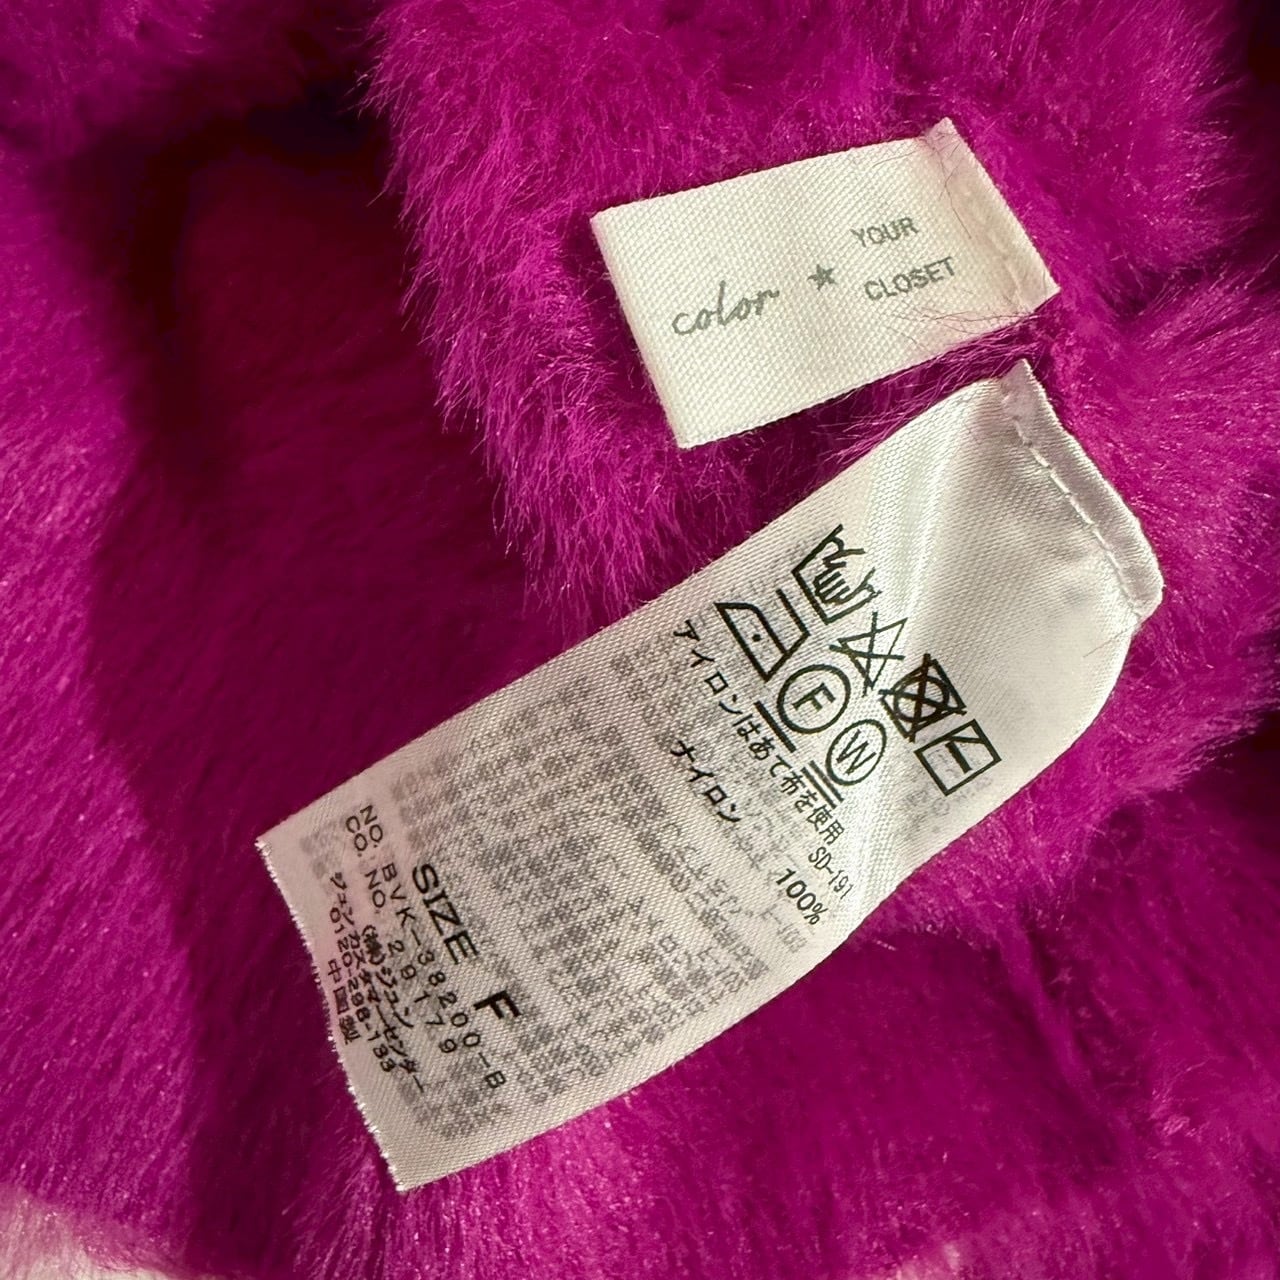 color ★ YOUR CLOSET
F
W
アイロンはあて布を使用 SD-191
ナイロン 100%
SIZE F
NO. BVK-38200-B
CO. NO. 29179
(株)ジュン
ジュンカスタマーセンター
0120-298-133
中国製